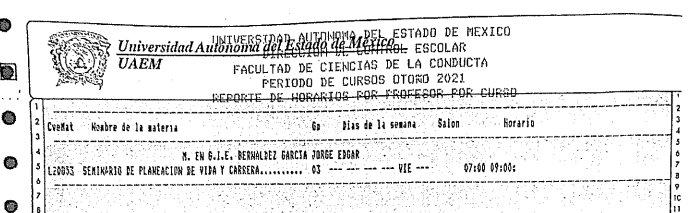 UNIVERSIDAD AUTONOMA DEL ESTADO DE MEXICO
Universidad Autónoma del Estado de México
UAEM
DIRECCION DE CONTROL ESCOLAR
FACULTAD DE CIENCIAS DE LA CONDUCTA
PERIODO DE CURSOS OTOÑO 2021
REPORTE DE HORARIOS POR PROFESOR POR CURSO
CveMat Nombre de la materia Gp Dias de la semana Salon Horario
M. EN G.I.E. BERNALDEZ GARCIA JORGE EDGAR
L20053 SEMINARIO DE PLANEACION DE VIDA Y CARRERA.......... 03 --- --- --- --- VIE --- 07:00 09:00: